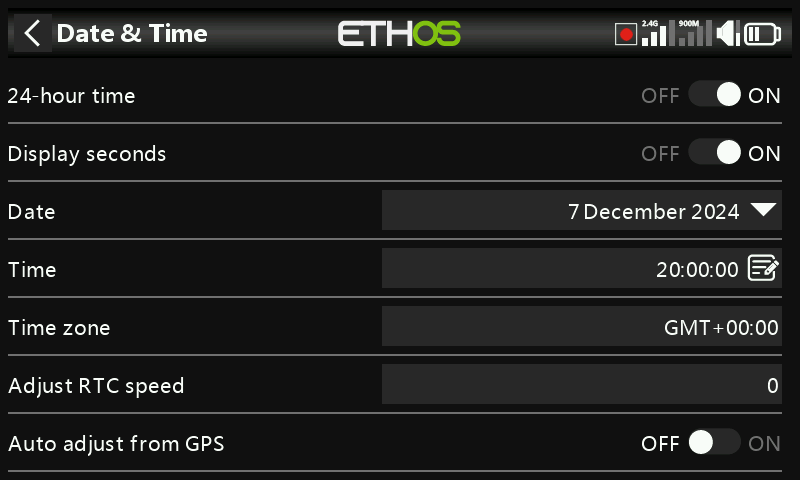 Date & Time ETHOS 2.4G 900M
24-hour time OFF ON
Display seconds OFF ON
Date 7 December 2024
Time 20:00:00
Time zone GMT+00:00
Adjust RTC speed 0
Auto adjust from GPS OFF ON